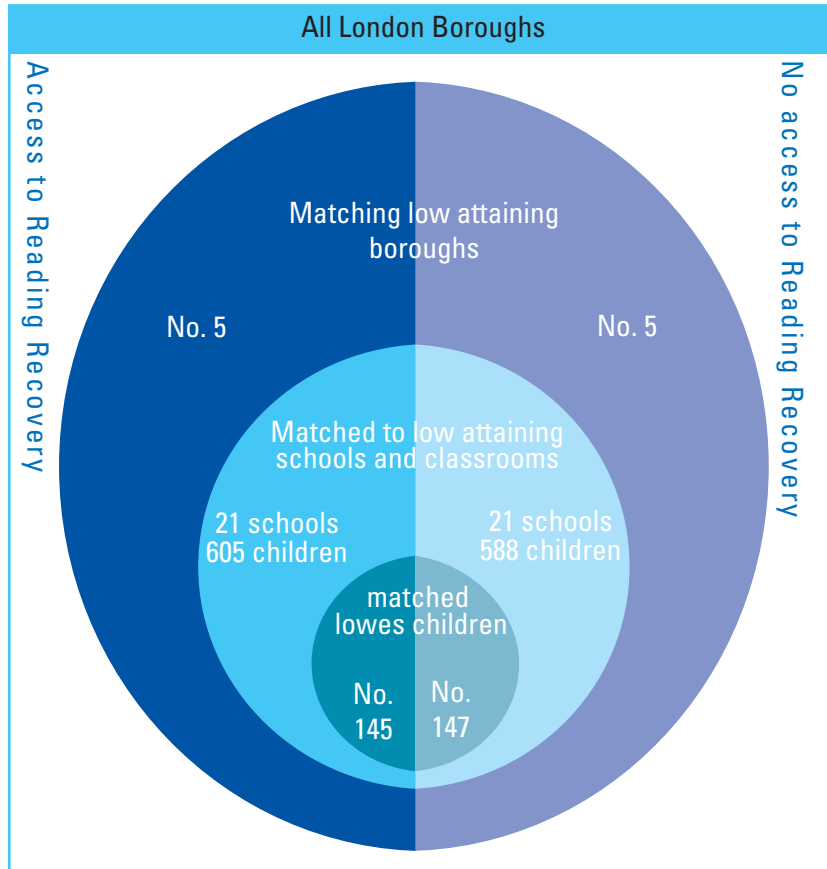 All London Boroughs
Access to Reading Recovery
No access to Reading Recovery
Matching low attaining
boroughs
No. 5
No. 5
Matched to low attaining
schools and classrooms
21 schools
605 children
21 schools
588 children
matched
lowes children
No.
145
No.
147